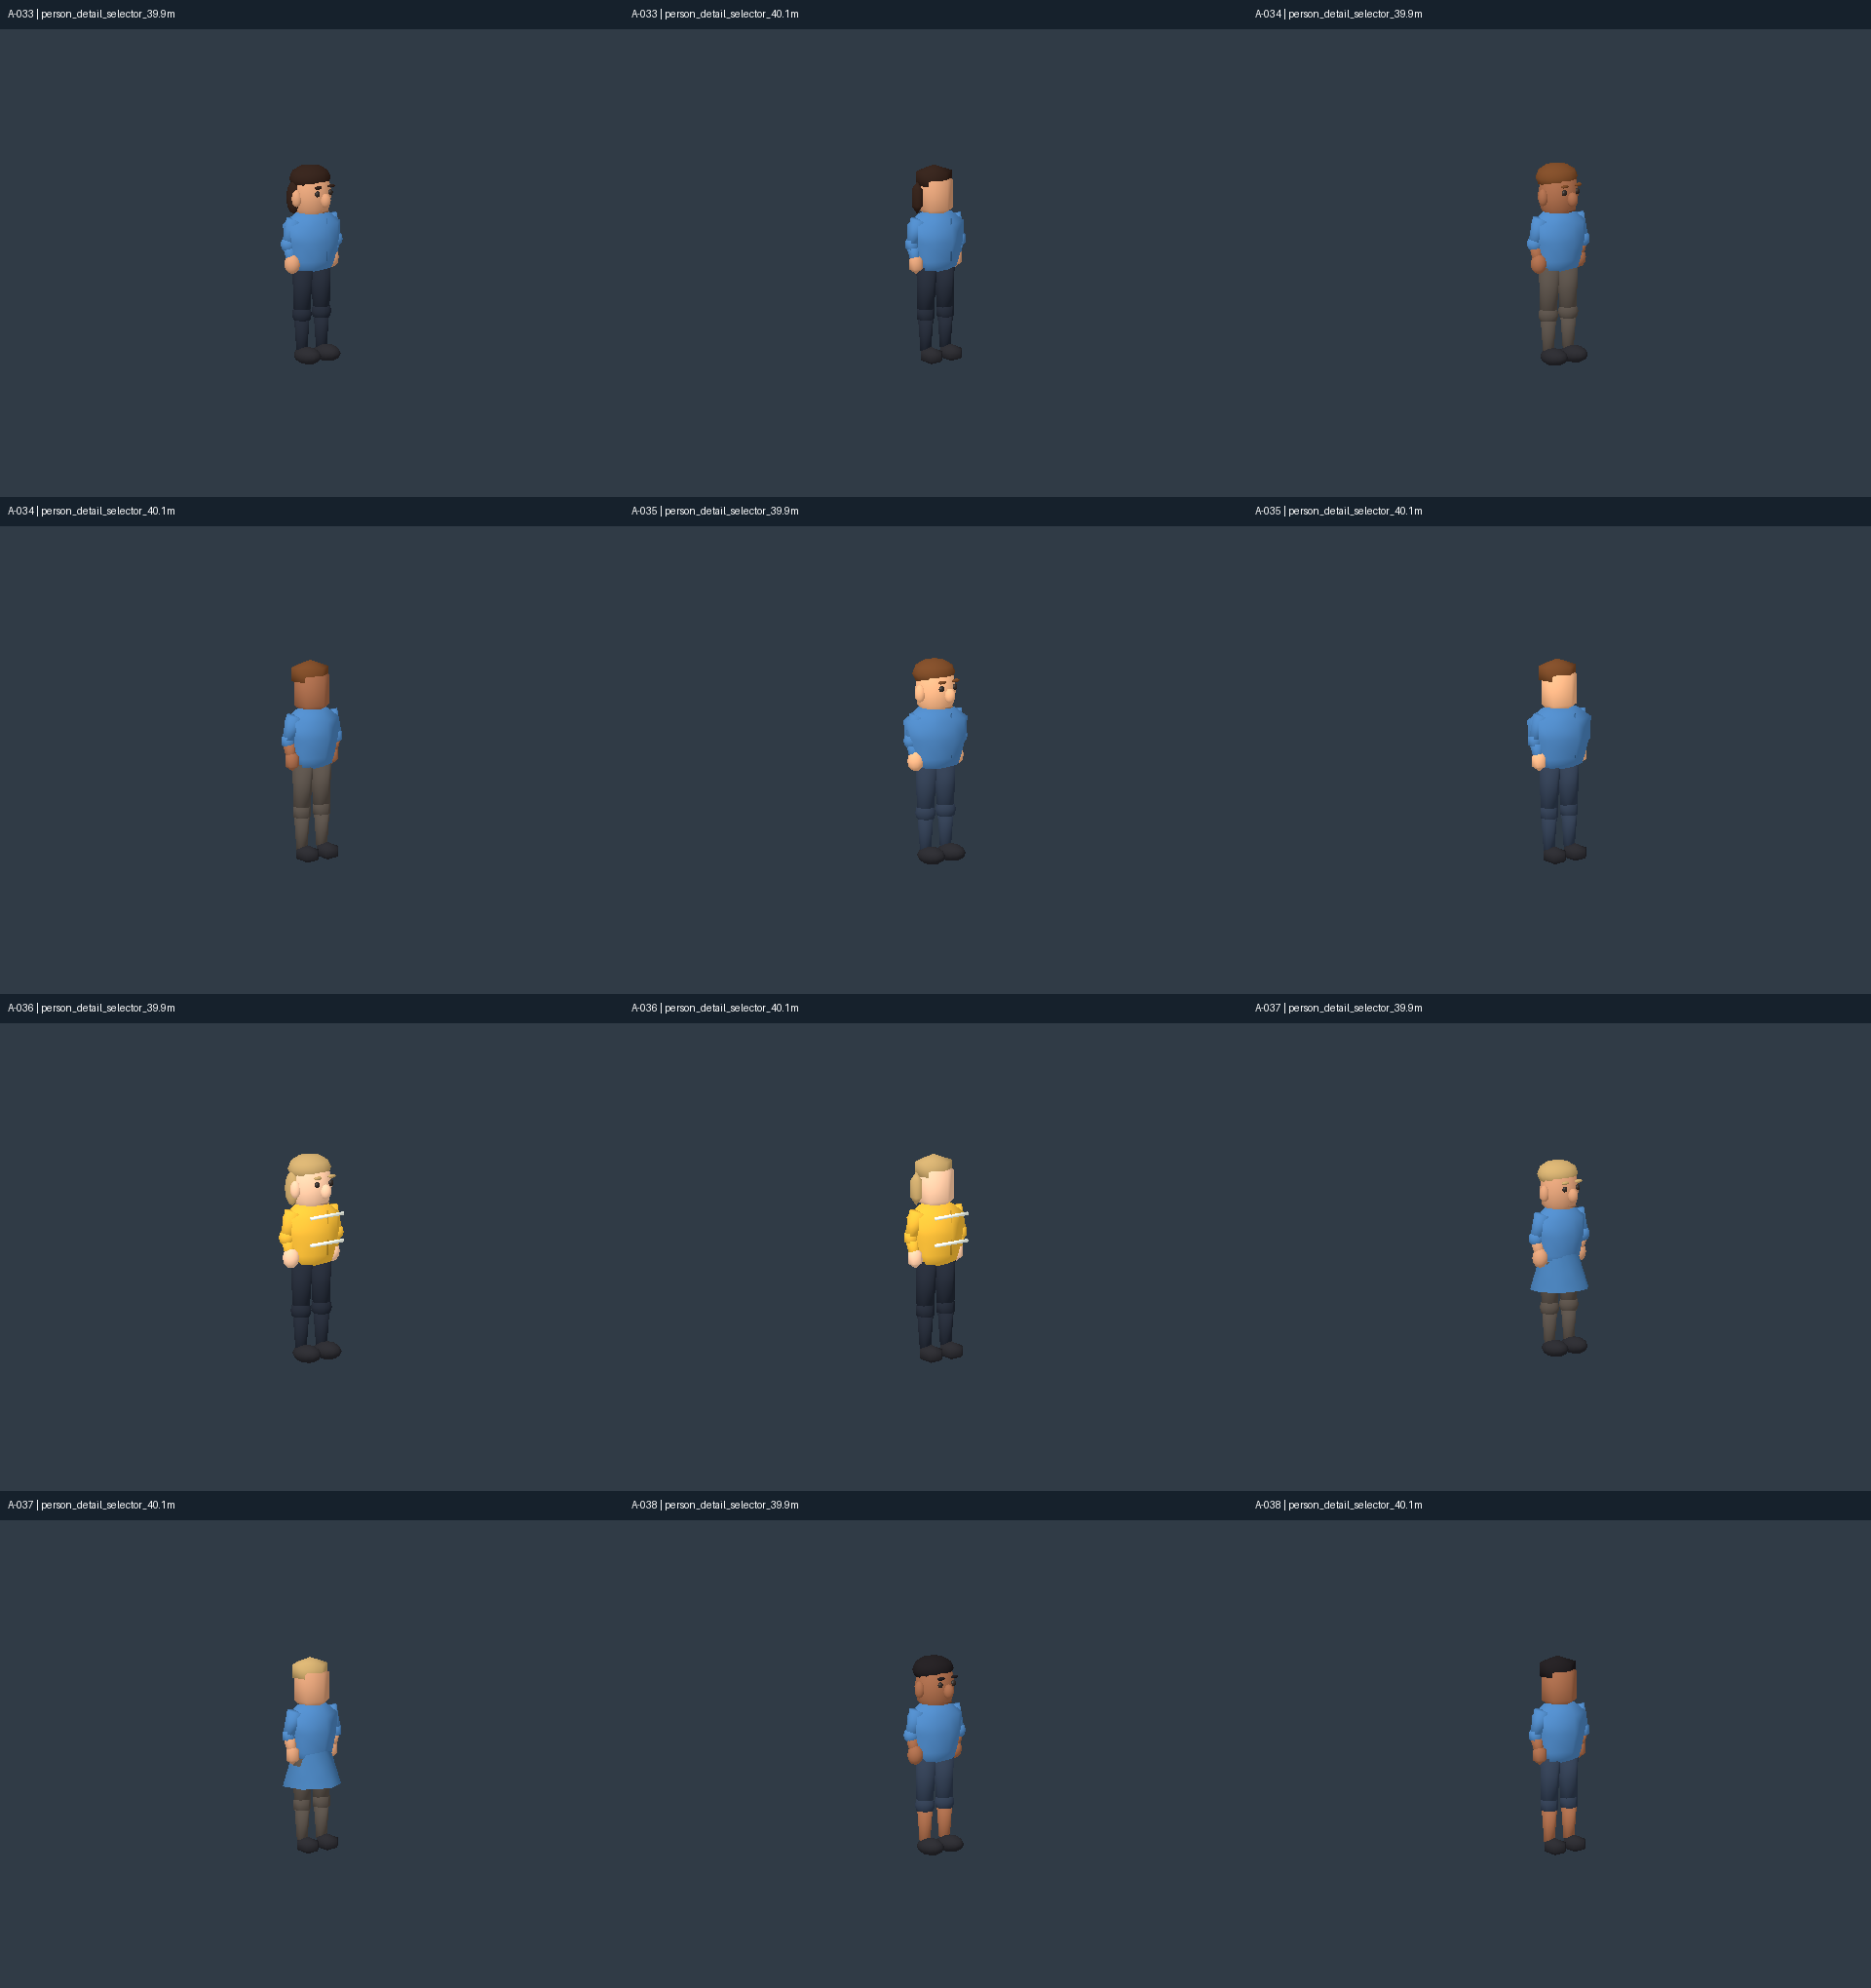 A-033 | person_detail_selector_39.9m
A-033 | person_detail_selector_40.1m
A-034 | person_detail_selector_39.9m
A-034 | person_detail_selector_40.1m
A-035 | person_detail_selector_39.9m
A-035 | person_detail_selector_40.1m
A-036 | person_detail_selector_39.9m
A-036 | person_detail_selector_40.1m
A-037 | person_detail_selector_39.9m
A-037 | person_detail_selector_40.1m
A-038 | person_detail_selector_39.9m
A-038 | person_detail_selector_40.1m